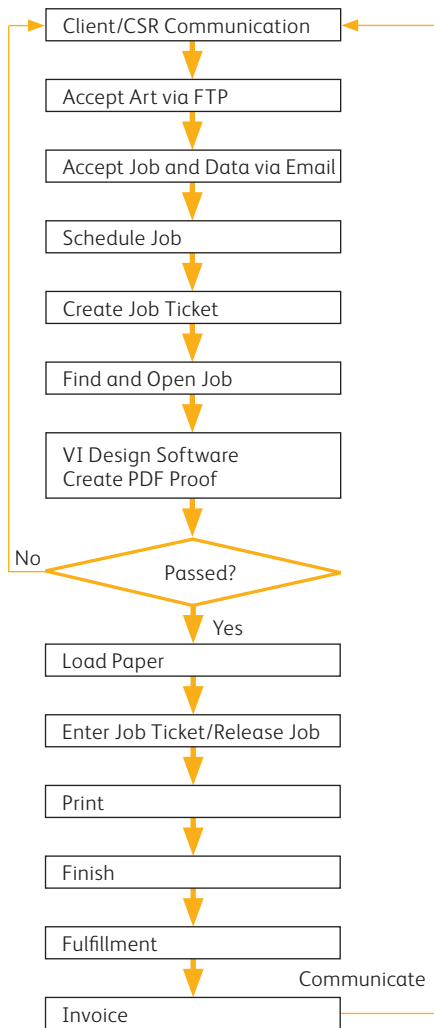 Client/CSR Communication
Accept Art via FTP
Accept Job and Data via Email
Schedule Job
Create Job Ticket
Find and Open Job
VI Design Software
Create PDF Proof
No
Passed?
Yes
Load Paper
Enter Job Ticket/Release Job
Print
Finish
Fulfillment
Communicate
Invoice